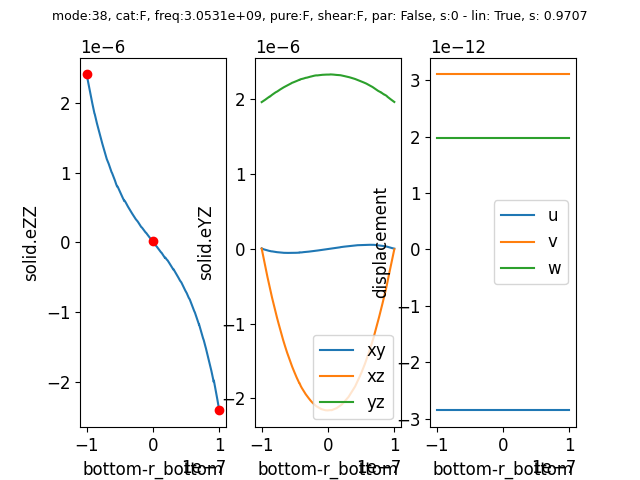 mode:38, cat:F, freq:3.0531e+09, pure:F, shear:F, par: False, s:0 - lin: True, s: 0.9707
1e−6
1e−6
1e−12
solid.eZZ
2
1
0
−1
−2
−1 0 1
1e−7
bottom-r_bottom
solid.eYZ
2
1
0
−1
−2
xy
xz
yz
−1 0 1
1e−7
bottom-r_bottom
displacement
3
2
1
0
−1
−2
−3
u
v
w
−1 0 1
1e−7
bottom-r_bottom